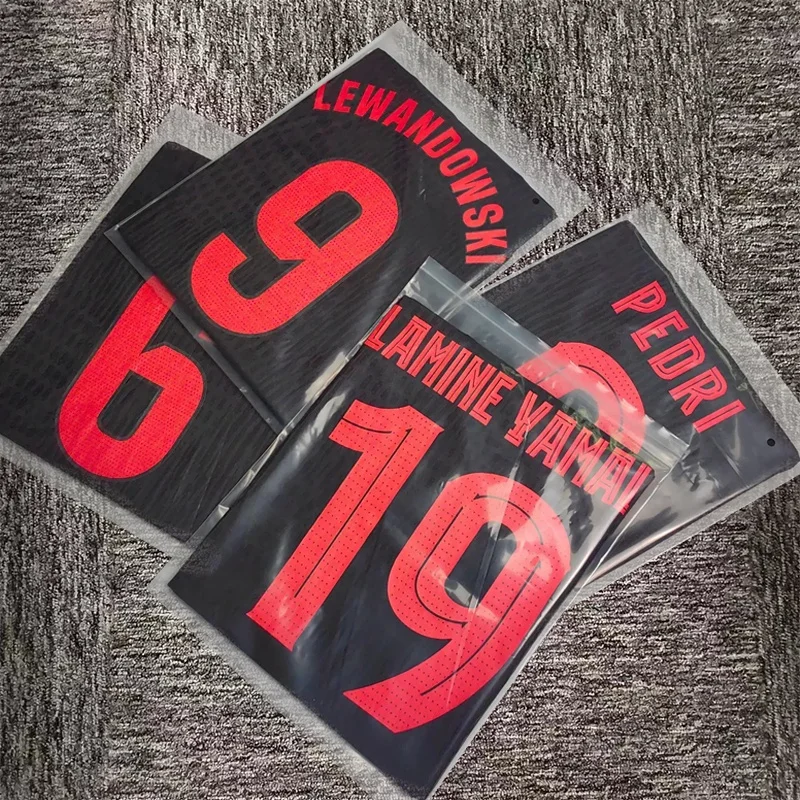 LEWANDOWSKI
9
6
PEDRI
LAMINE YAMAL
19